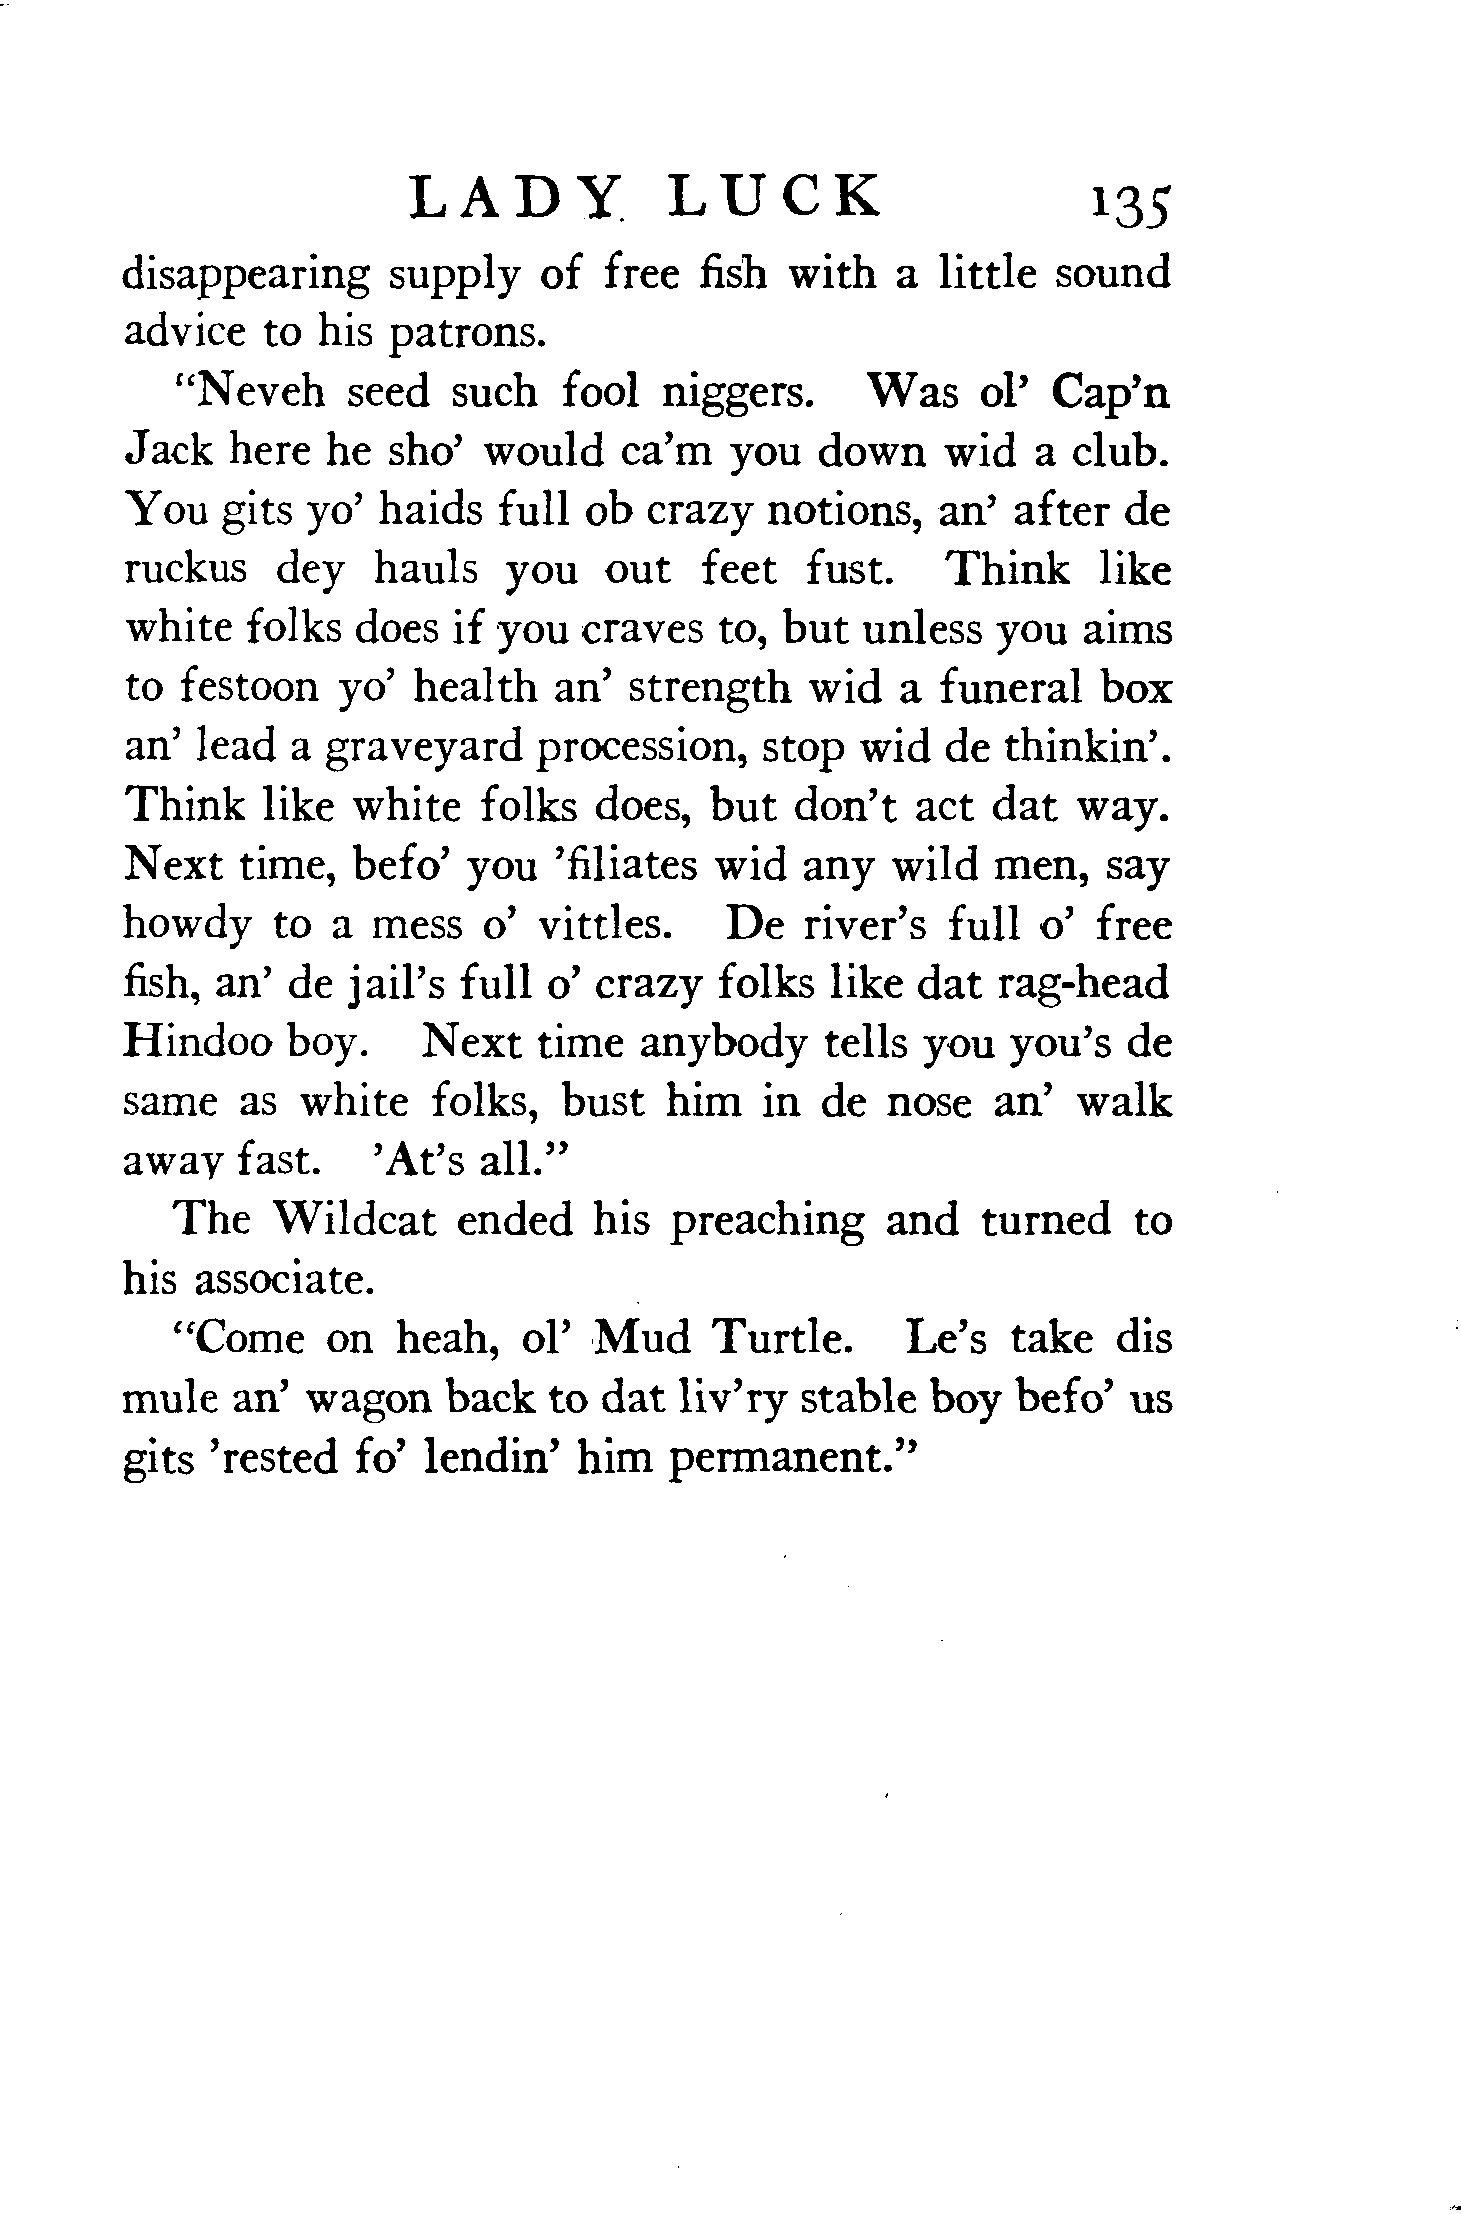 LADY LUCK 135
disappearing supply of free fish with a little sound
advice to his patrons.
“Neveh seed such fool niggers. Was ol’ Cap’n
Jack here he sho’ would ca’m you down wid a club.
You gits yo’ haids full ob crazy notions, an’ after de
ruckus dey hauls you out feet fust. Think like
white folks does if you craves to, but unless you aims
to festoon yo’ health an’ strength wid a funeral box
an’ lead a graveyard procession, stop wid de thinkin’.
Think like white folks does, but don’t act dat way.
Next time, befo’ you ’filiates wid any wild men, say
howdy to a mess o’ vittles. De river’s full o’ free
fish, an’ de jail’s full o’ crazy folks like dat rag-head
Hindoo boy. Next time anybody tells you you’s de
same as white folks, bust him in de nose an’ walk
away fast. ’At’s all.”
The Wildcat ended his preaching and turned to
his associate.
“Come on heah, ol’ Mud Turtle. Le’s take dis
mule an’ wagon back to dat liv’ry stable boy befo’ us
gits ’rested fo’ lendin’ him permanent.”